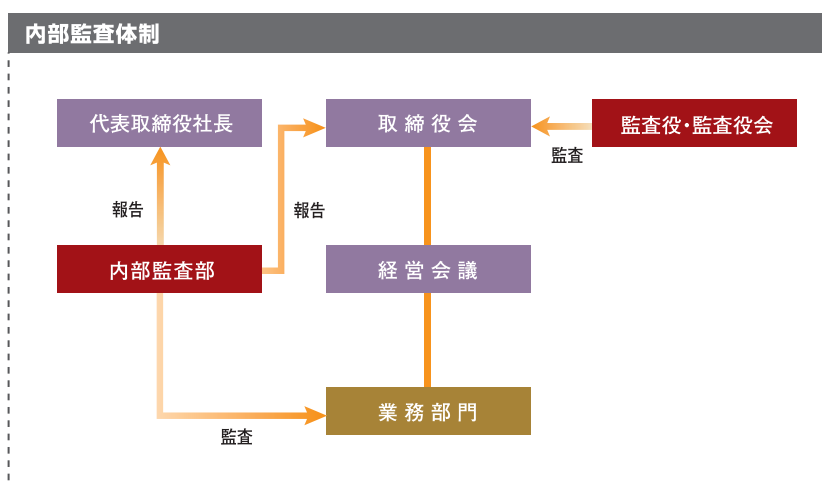 内部監査体制
代表取締役社長
取締役会
監査役・監査役会
監査
報告
報告
内部監査部
経営会議
業務部門
監査